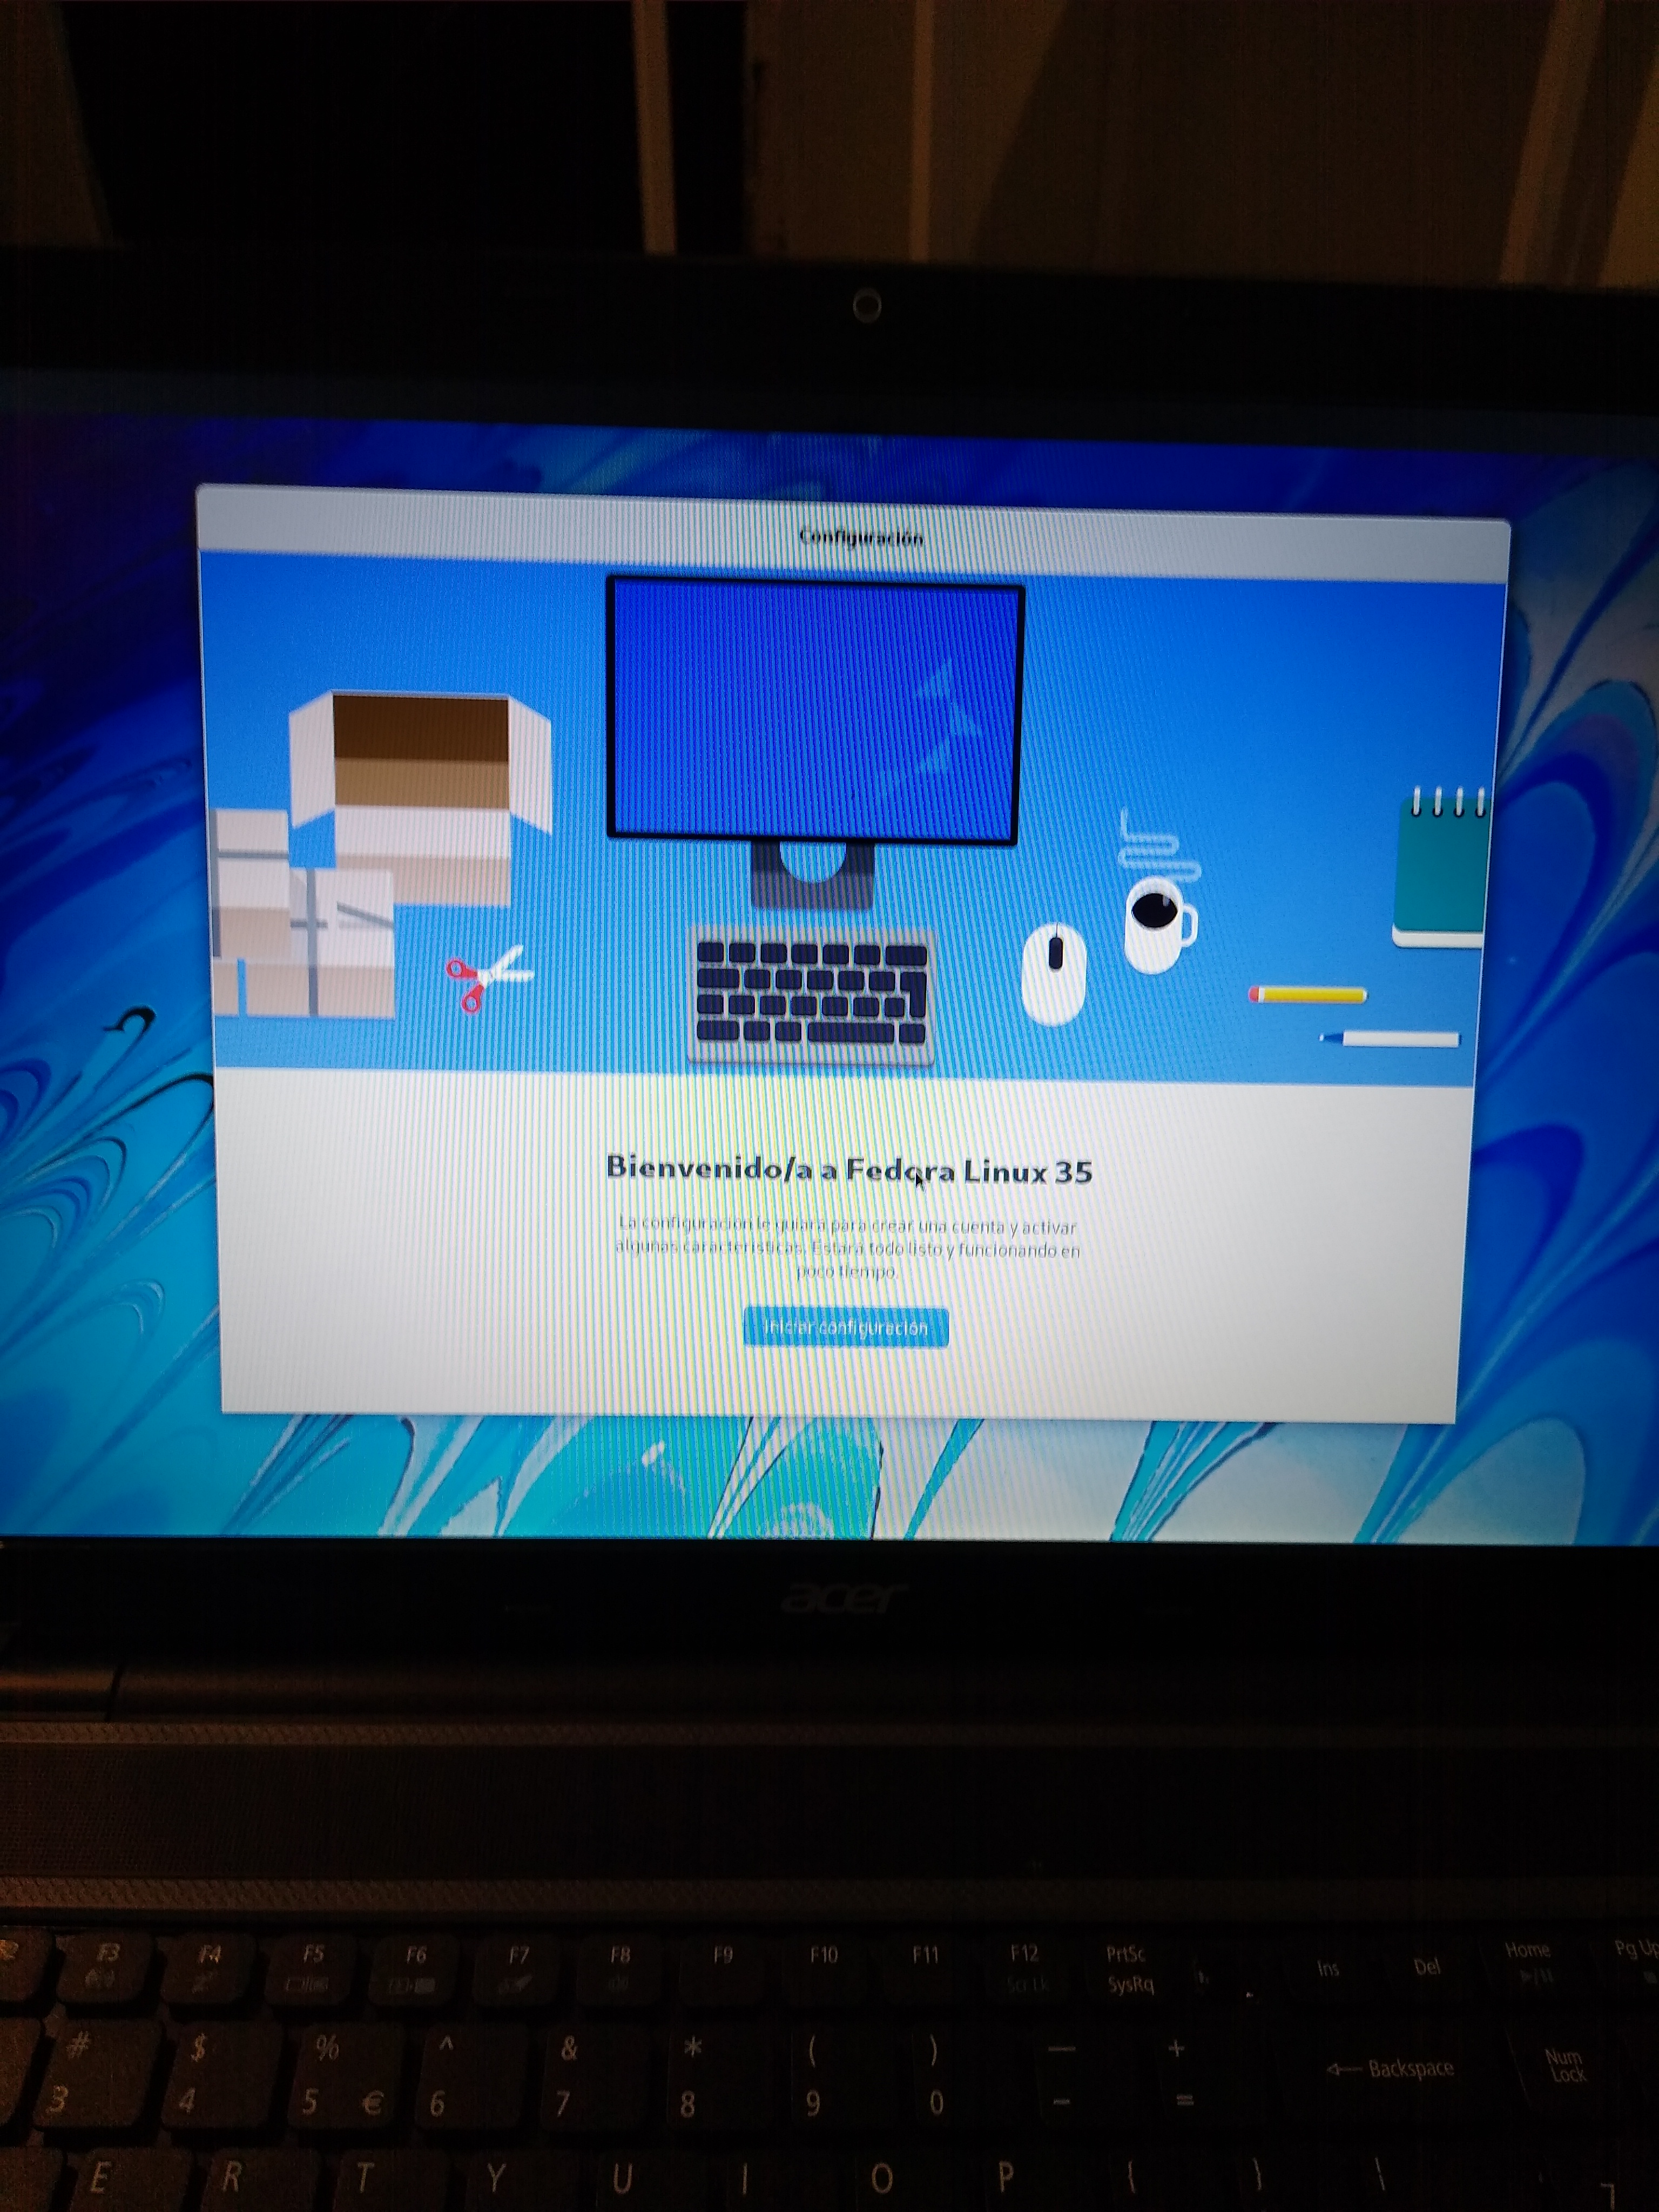 Configuración
Bienvenido/a a Fedora Linux 35
La configuración le guiará para crear una cuenta y activar
algunas características. Estará todo listo y funcionando en
poco tiempo.
Iniciar configuración
acer
F3 F4 F5 F6 F7 F8 F9 F10 F11 F12 PrtSc Ins Del Home Pg Up
Scr Lk SysRq
# $ % ^ & * ( ) — + ← Backspace Num
Lock
3 4 5 € 6 7 8 9 0 - =
E R T Y U I O P { } |